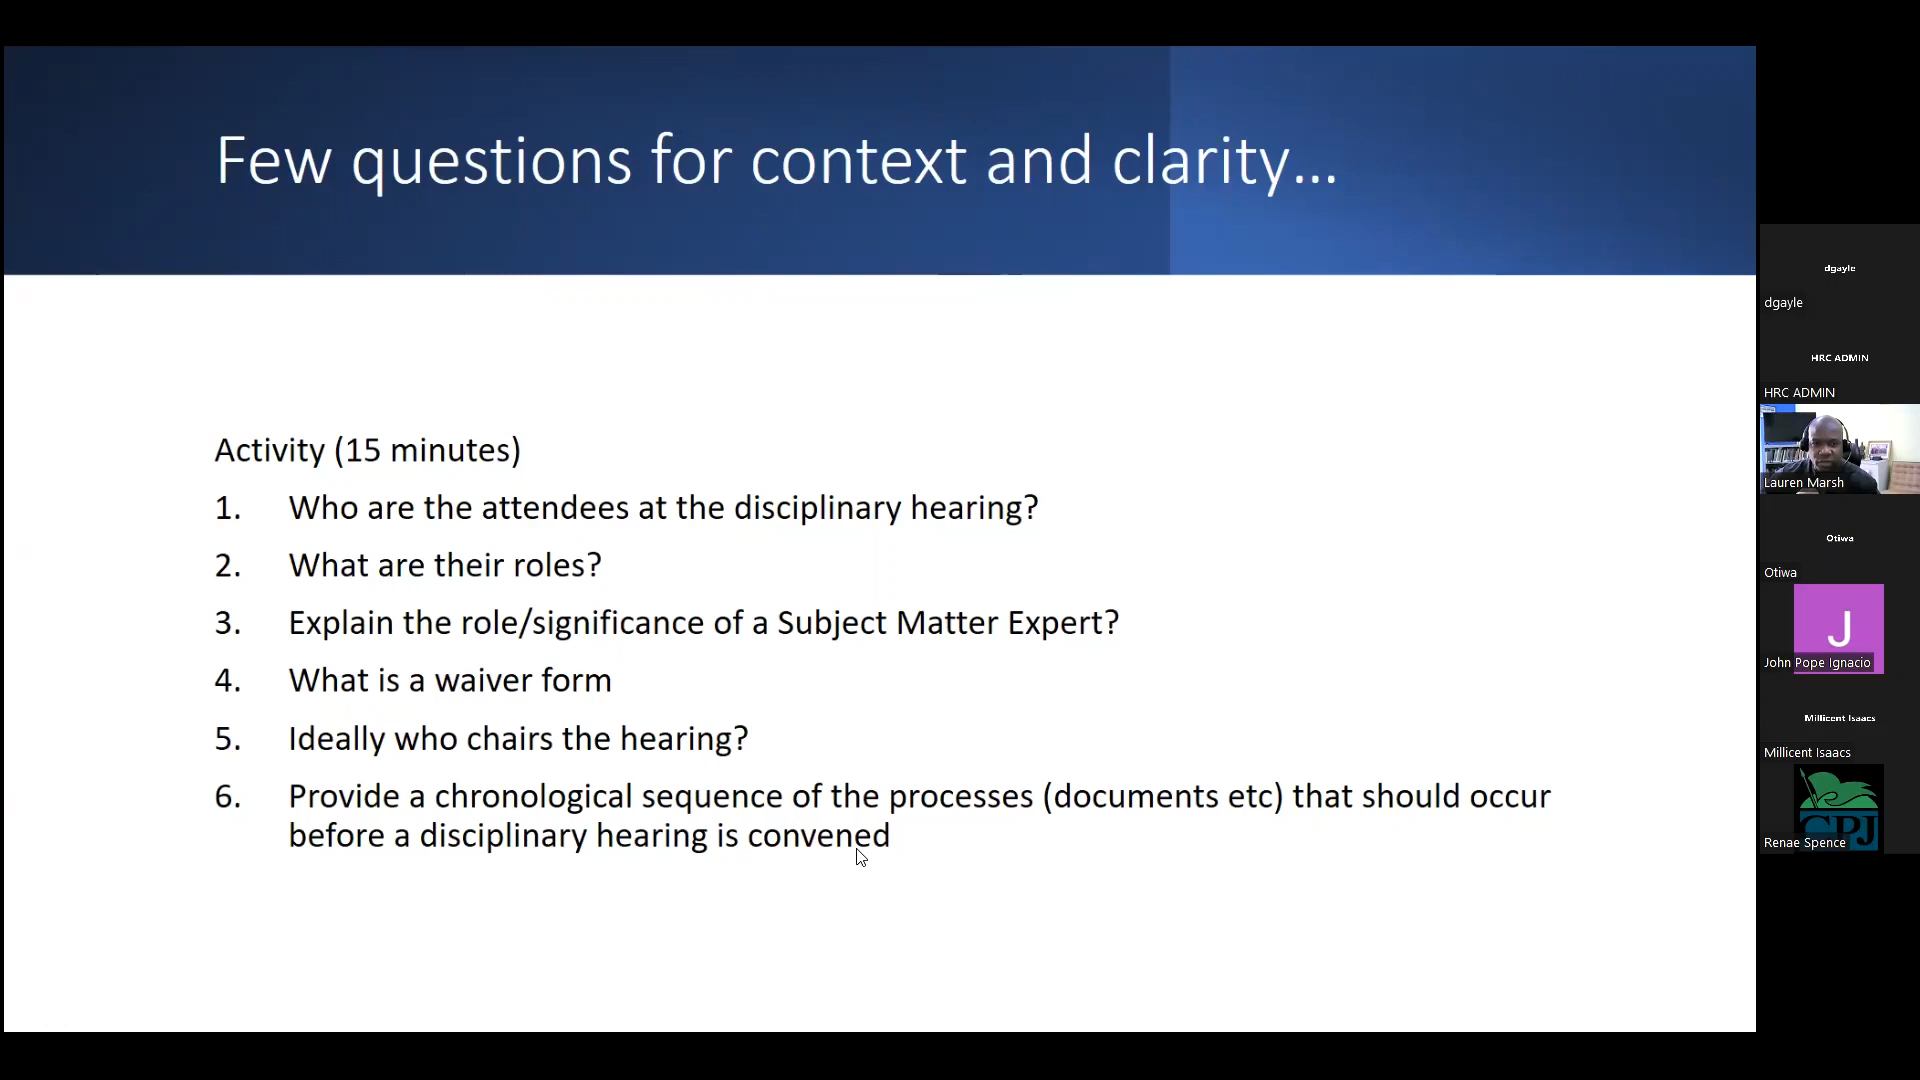 Few questions for context and clarity...
Activity (15 minutes)
1. Who are the attendees at the disciplinary hearing?
2. What are their roles?
3. Explain the role/significance of a Subject Matter Expert?
4. What is a waiver form
5. Ideally who chairs the hearing?
6. Provide a chronological sequence of the processes (documents etc) that should occur
before a disciplinary hearing is convened
dgayle
dgayle
HRC ADMIN
HRC ADMIN
Lauren Marsh
Otiwa
Otiwa
J
John Pope Ignacio
Millicent Isaacs
Millicent Isaacs
CPJ
Renae Spence